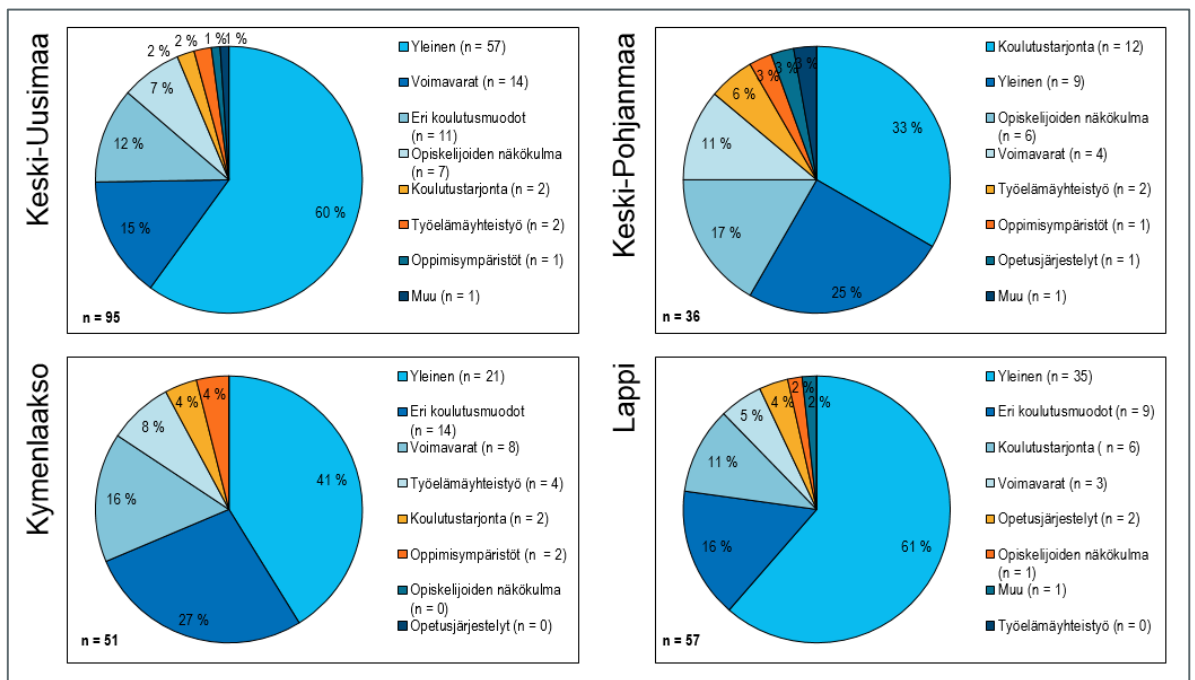 Keski-Uusimaa
2 %
2 %
1 %
1 %
7 %
12 %
15 %
60 %
Yleinen (n = 57)
Voimavarat (n = 14)
Eri koulutusmuodot
(n = 11)
Opiskelijoiden näkökulma
(n = 7)
Koulutustarjonta (n = 2)
Työelämäyhteistyö (n = 2)
Oppimisympäristöt (n = 1)
Muu (n = 1)
n = 95
Keski-Pohjanmaa
3 %
3 %
3 %
6 %
11 %
17 %
25 %
33 %
Koulutustarjonta (n = 12)
Yleinen (n = 9)
Opiskelijoiden näkökulma
(n = 6)
Voimavarat (n = 4)
Työelämäyhteistyö (n = 2)
Oppimisympäristöt (n = 1)
Opetusjärjestelyt (n = 1)
Muu (n = 1)
n = 36
Kymenlaakso
4 %
4 %
8 %
16 %
27 %
41 %
Yleinen (n = 21)
Eri koulutusmuodot
(n = 14)
Voimavarat (n = 8)
Työelämäyhteistyö (n = 4)
Koulutustarjonta (n = 2)
Oppimisympäristöt (n = 2)
Opiskelijoiden näkökulma
(n = 0)
Opetusjärjestelyt (n = 0)
n = 51
Lappi
2 %
2 %
4 %
5 %
11 %
16 %
61 %
Yleinen (n = 35)
Eri koulutusmuodot (n = 9)
Koulutustarjonta ( n = 6)
Voimavarat (n = 3)
Opetusjärjestelyt (n = 2)
Opiskelijoiden näkökulma
(n = 1)
Muu (n = 1)
Työelämäyhteistyö (n = 0)
n = 57